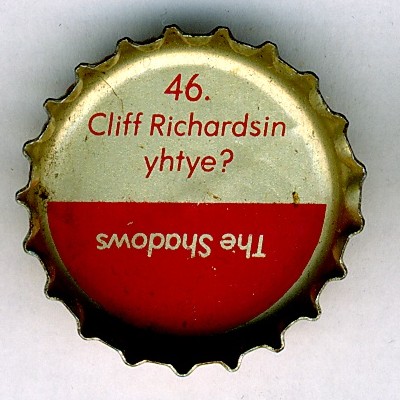 46.
Cliff Richardsin
yhtye?
The Shadows